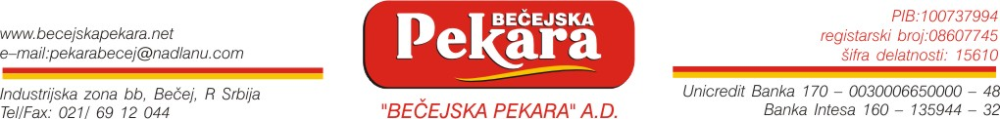 www.becejskapekara.net
e–mail:pekarabecej@nadlanu.com
Industrijska zona bb, Bečej, R Srbija
Tel/Fax: 021/ 69 12 044
BEČEJSKA
Pekara
"BEČEJSKA PEKARA" A.D.
PIB:100737994
registarski broj:08607745
šifra delatnosti: 15610
Unicredit Banka 170 – 0030006650000 – 48
Banka Intesa 160 – 135944 – 32